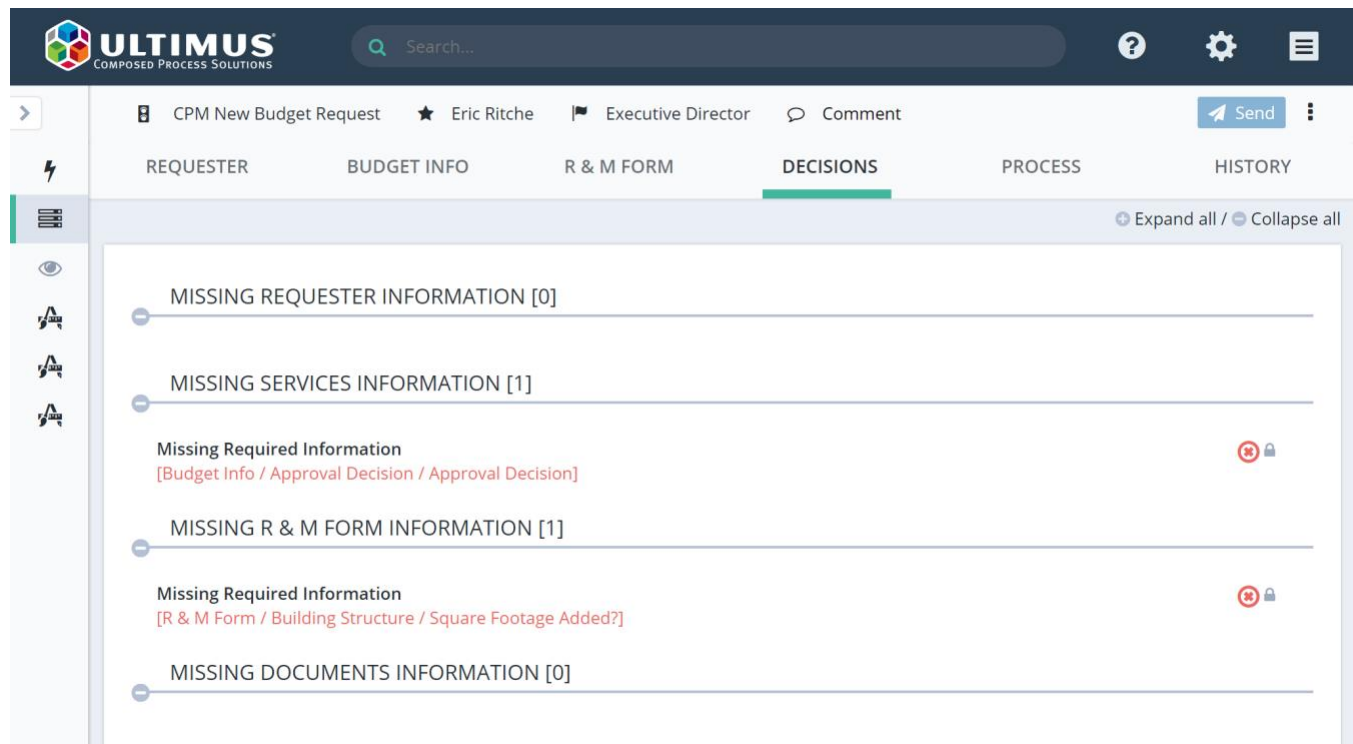 ULTIMUS
COMPOSED PROCESS SOLUTIONS
Search...
CPM New Budget Request Eric Ritche Executive Director Comment Send
REQUESTER BUDGET INFO R & M FORM DECISIONS PROCESS HISTORY
Expand all / Collapse all
MISSING REQUESTER INFORMATION [0]
MISSING SERVICES INFORMATION [1]
Missing Required Information
[Budget Info / Approval Decision / Approval Decision]
MISSING R & M FORM INFORMATION [1]
Missing Required Information
[R & M Form / Building Structure / Square Footage Added?]
MISSING DOCUMENTS INFORMATION [0]